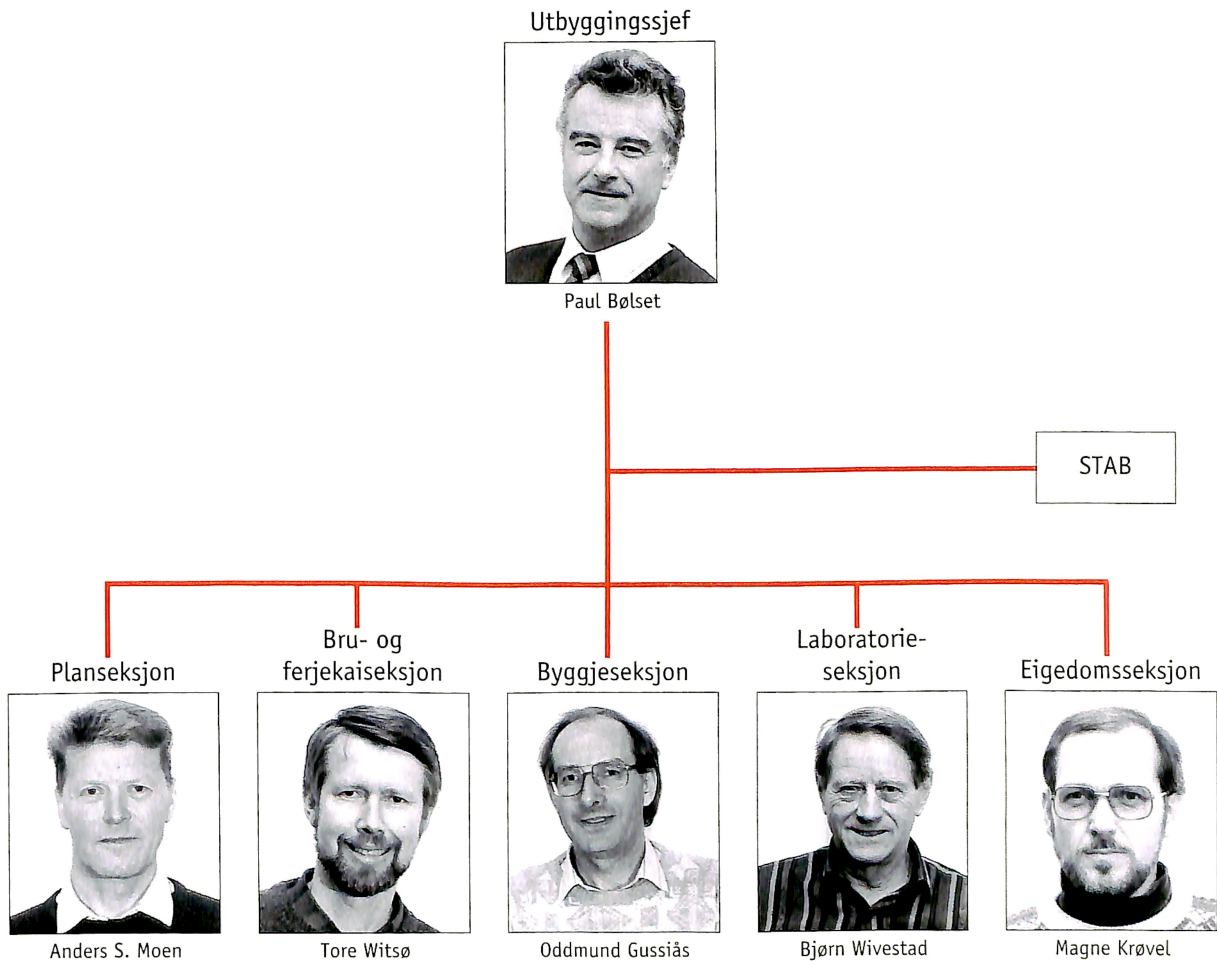 Utbyggingssjef
Paul Bølset
STAB
Planseksjon
Anders S. Moen
Bru- og
ferjekaiseksjon
Tore Witsø
Byggjeseksjon
Oddmund Gussiås
Laboratorie-
seksjon
Bjørn Wivestad
Eigedomsseksjon
Magne Krøvel